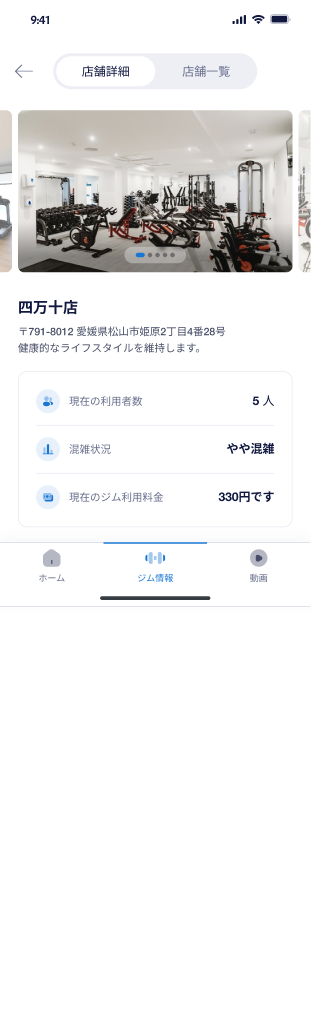 9:41
店舗詳細
店舗一覧
四万十店
〒791-8012 愛媛県松山市姫原2丁目4番28号
健康的なライフスタイルを維持します。
現在の利用者数
5 人
混雑状況
やや混雑
現在のジム利用料金
330円です
ホーム
ジム情報
動画